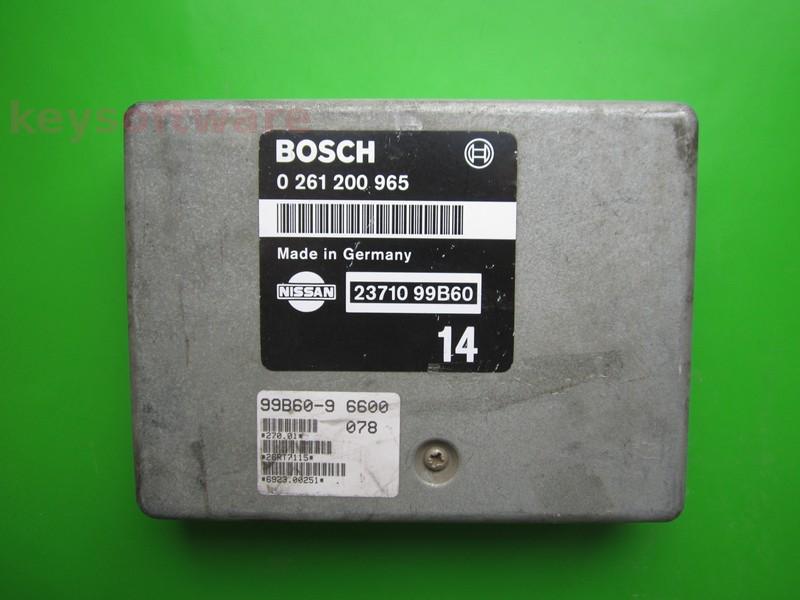 keysoftware
BOSCH
0 261 200 965
Made in Germany
NISSAN
23710 99B60
14
99B60-9 6600
078
*270.01*
*26RT7115*
*6923.00251*